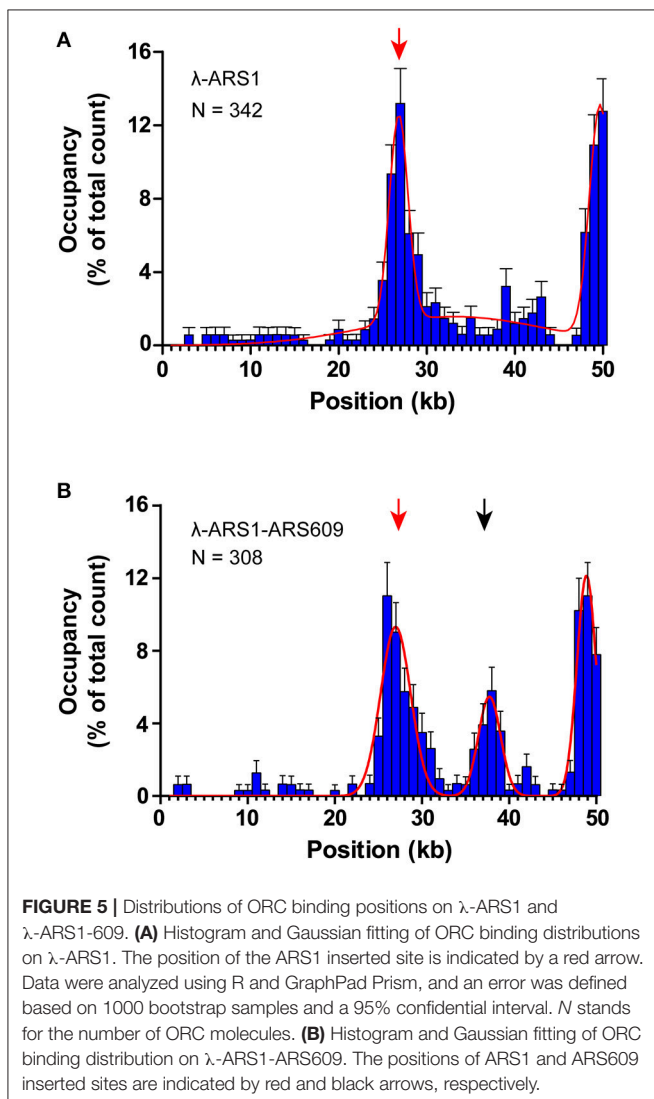 A
λ-ARS1
N = 342
Occupancy
(% of total count)
16
12
8
4
0
0
10
20
30
40
50
Position (kb)
B
λ-ARS1-ARS609
N = 308
Occupancy
(% of total count)
16
12
8
4
0
0
10
20
30
40
50
Position (kb)
FIGURE 5 | Distributions of ORC binding positions on λ-ARS1 and
λ-ARS1-609. (A) Histogram and Gaussian fitting of ORC binding distributions
on λ-ARS1. The position of the ARS1 inserted site is indicated by a red arrow.
Data were analyzed using R and GraphPad Prism, and an error was defined
based on 1000 bootstrap samples and a 95% confidential interval. N stands
for the number of ORC molecules. (B) Histogram and Gaussian fitting of ORC
binding distribution on λ-ARS1-ARS609. The positions of ARS1 and ARS609
inserted sites are indicated by red and black arrows, respectively.